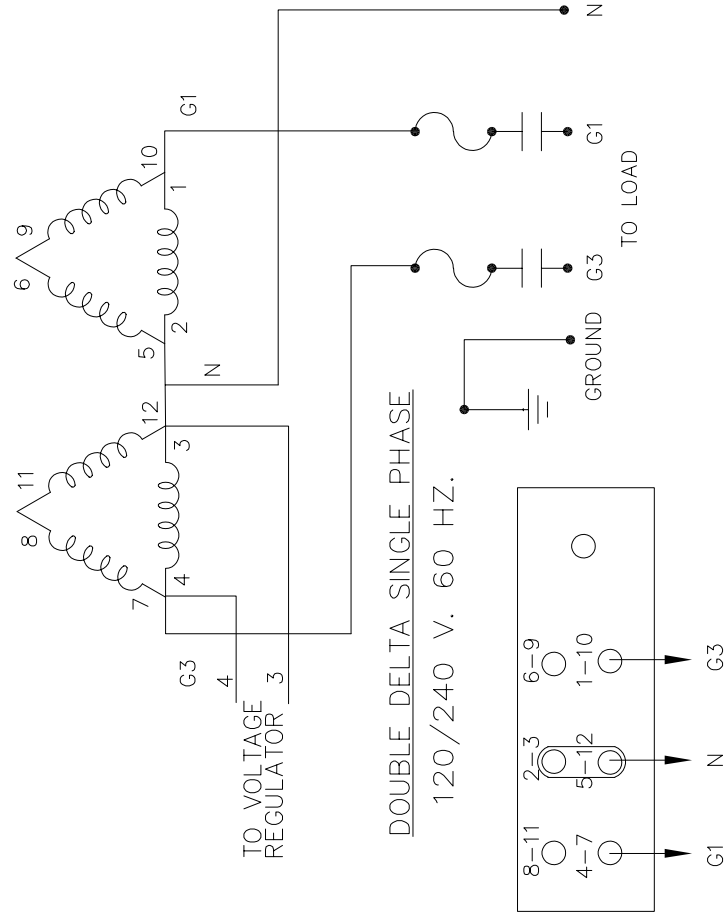 8 11 6 9
7 12 5 10
G3 4 3 2 1 G1
N
4
TO VOLTAGE
REGULATOR
3
DOUBLE DELTA SINGLE PHASE
120/240 V. 60 HZ.
GROUND G3 G1 N
TO LOAD
8-11 2-3 6-9
4-7 5-12 1-10
G1 N G3